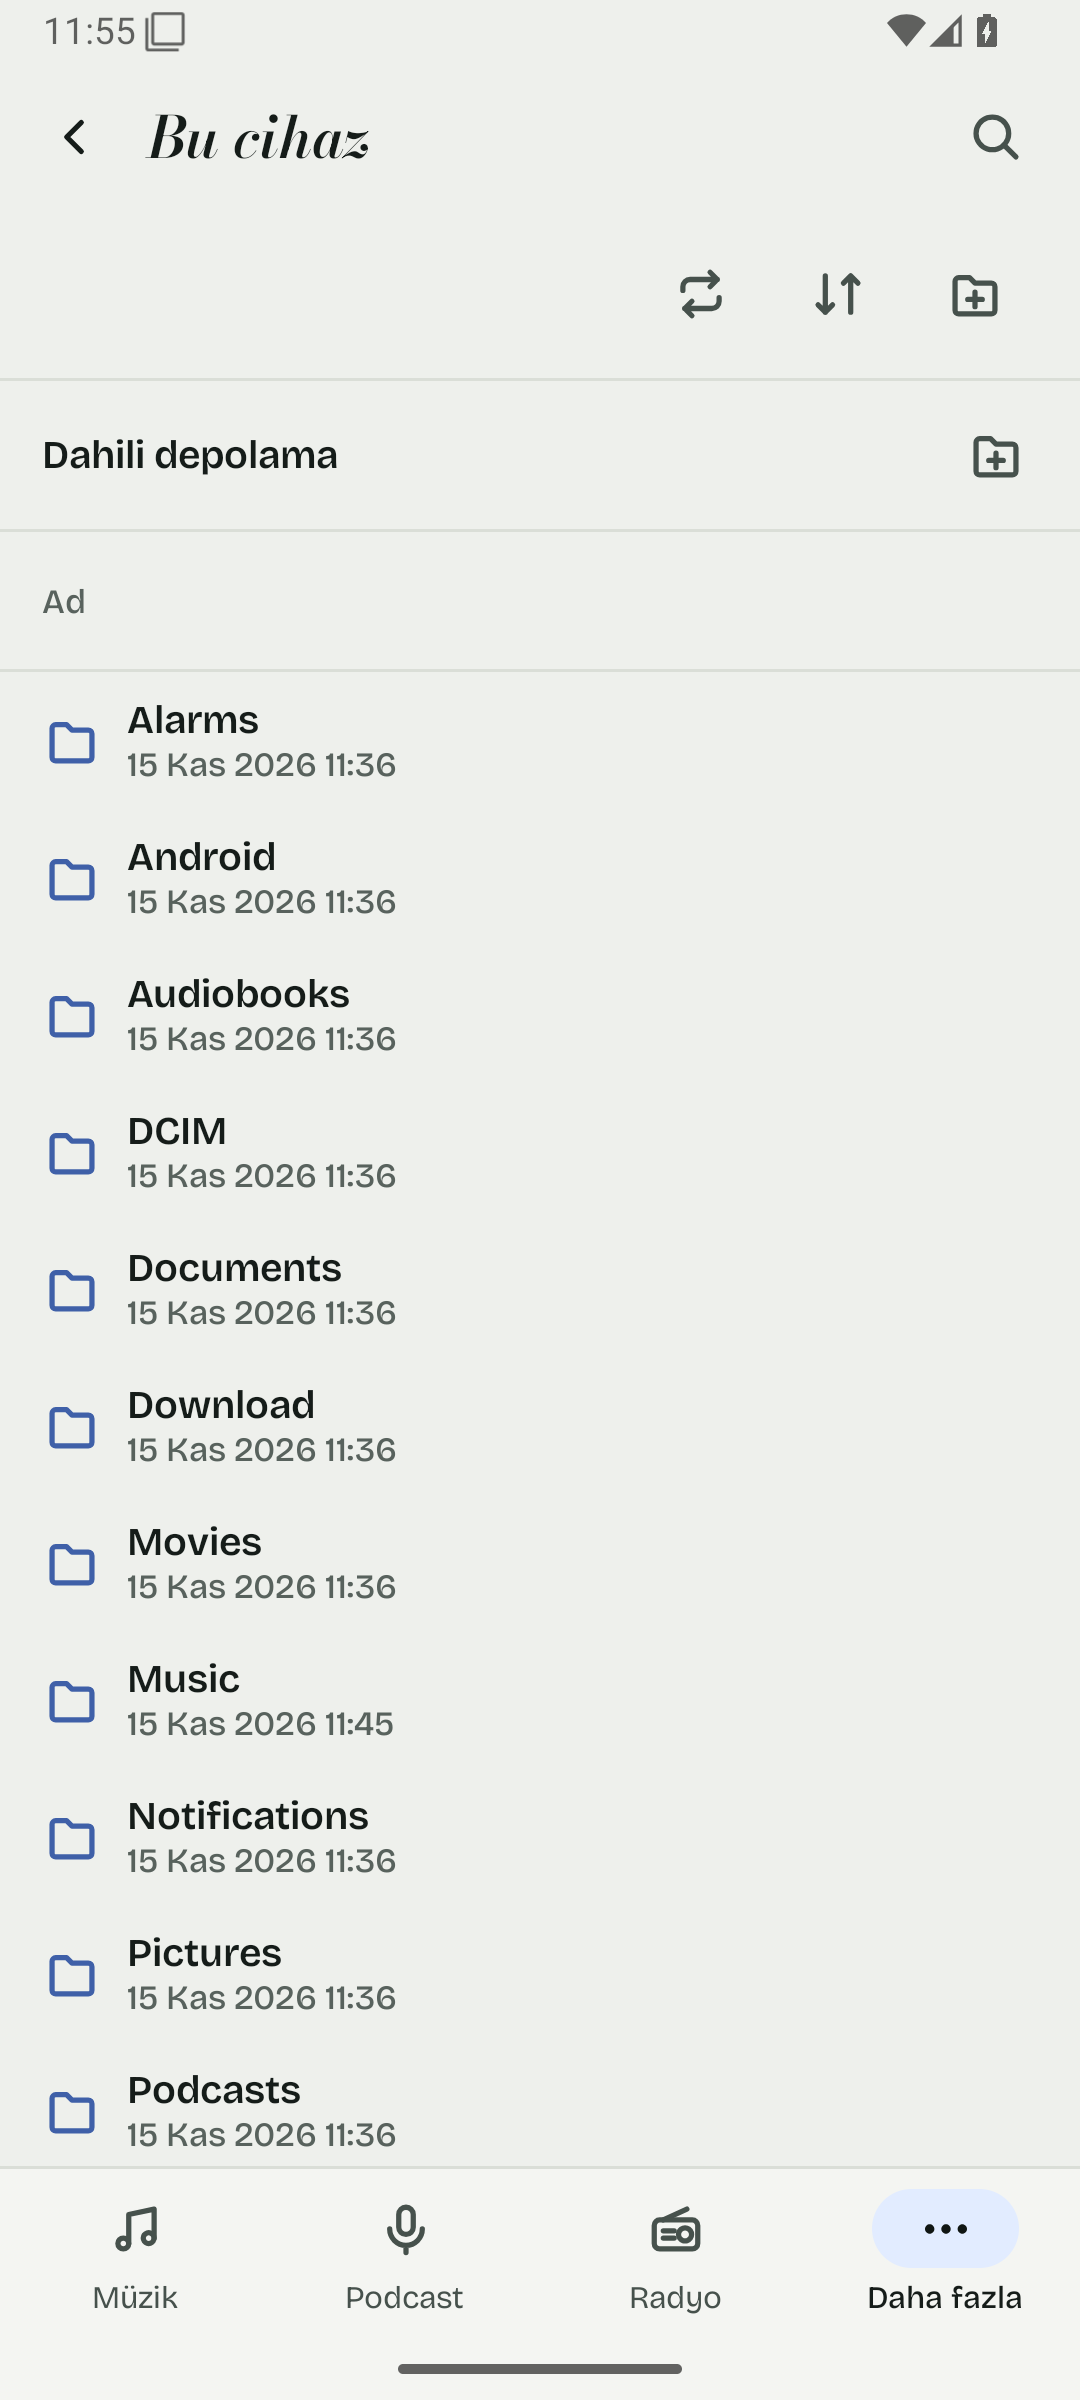 11:55
Bu cihaz
Dahili depolama
Ad
Alarms
15 Kas 2026 11:36
Android
15 Kas 2026 11:36
Audiobooks
15 Kas 2026 11:36
DCIM
15 Kas 2026 11:36
Documents
15 Kas 2026 11:36
Download
15 Kas 2026 11:36
Movies
15 Kas 2026 11:36
Music
15 Kas 2026 11:45
Notifications
15 Kas 2026 11:36
Pictures
15 Kas 2026 11:36
Podcasts
15 Kas 2026 11:36
Müzik
Podcast
Radyo
Daha fazla